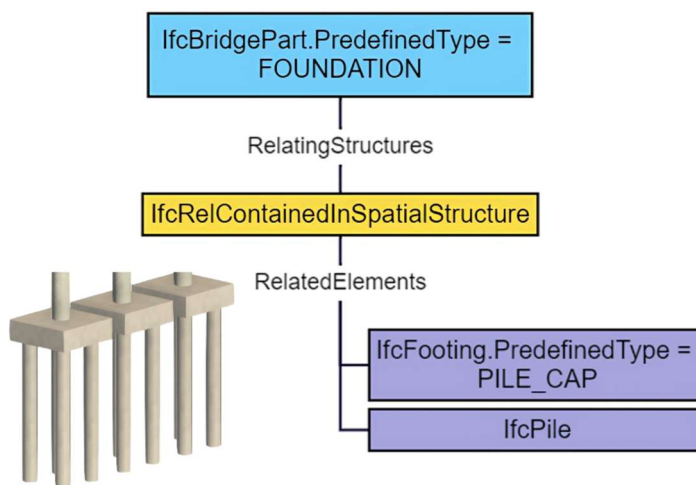 IfcBridgePart.PredefinedType =
FOUNDATION
RelatingStructures
IfcRelContainedInSpatialStructure
RelatedElements
IfcFooting.PredefinedType =
PILE_CAP
IfcPile